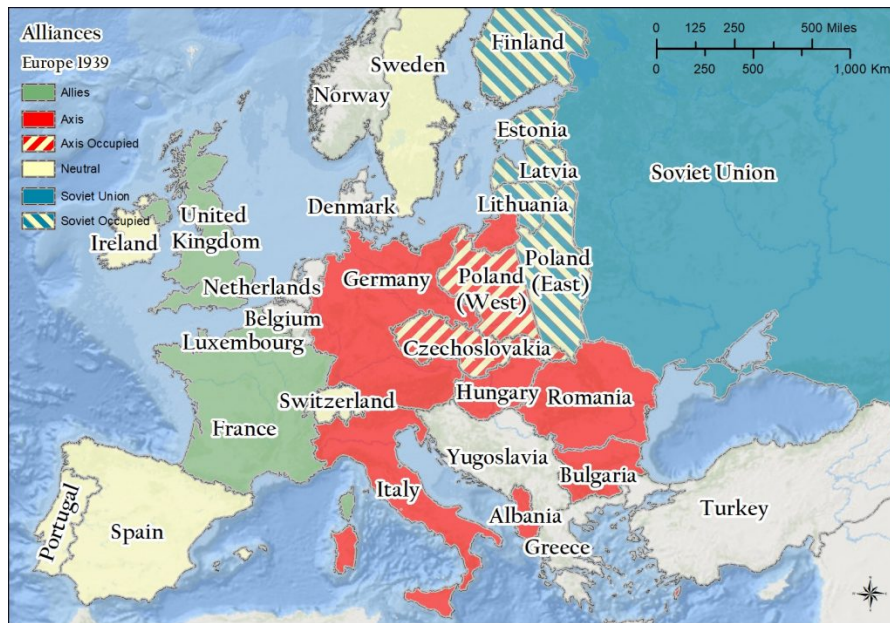 Alliances
Europe 1939
Allies
Axis
Axis Occupied
Neutral
Soviet Union
Soviet Occupied
0 125 250 500 Miles
0 250 500 1,000 Km
Finland
Sweden
Norway
Estonia
Latvia
Soviet Union
Lithuania
Denmark
United
Kingdom
Ireland
Netherlands
Germany
Poland
(West)
Poland
(East)
Belgium
Luxembourg
Czechoslovakia
Switzerland
Hungary
Romania
France
Yugoslavia
Bulgaria
Italy
Albania
Greece
Turkey
Portugal
Spain